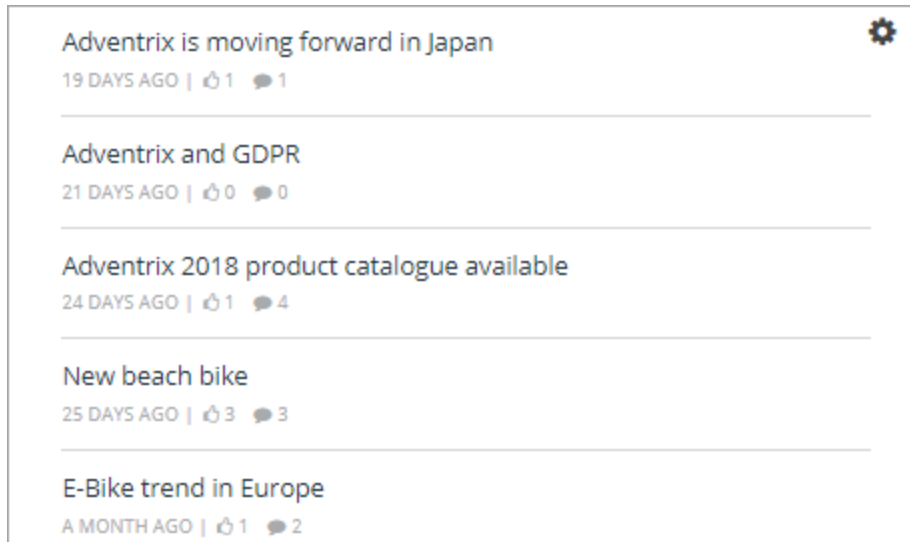 Adventrix is moving forward in Japan
19 DAYS AGO | 1 1
Adventrix and GDPR
21 DAYS AGO | 0 0
Adventrix 2018 product catalogue available
24 DAYS AGO | 1 4
New beach bike
25 DAYS AGO | 3 3
E-Bike trend in Europe
A MONTH AGO | 1 2